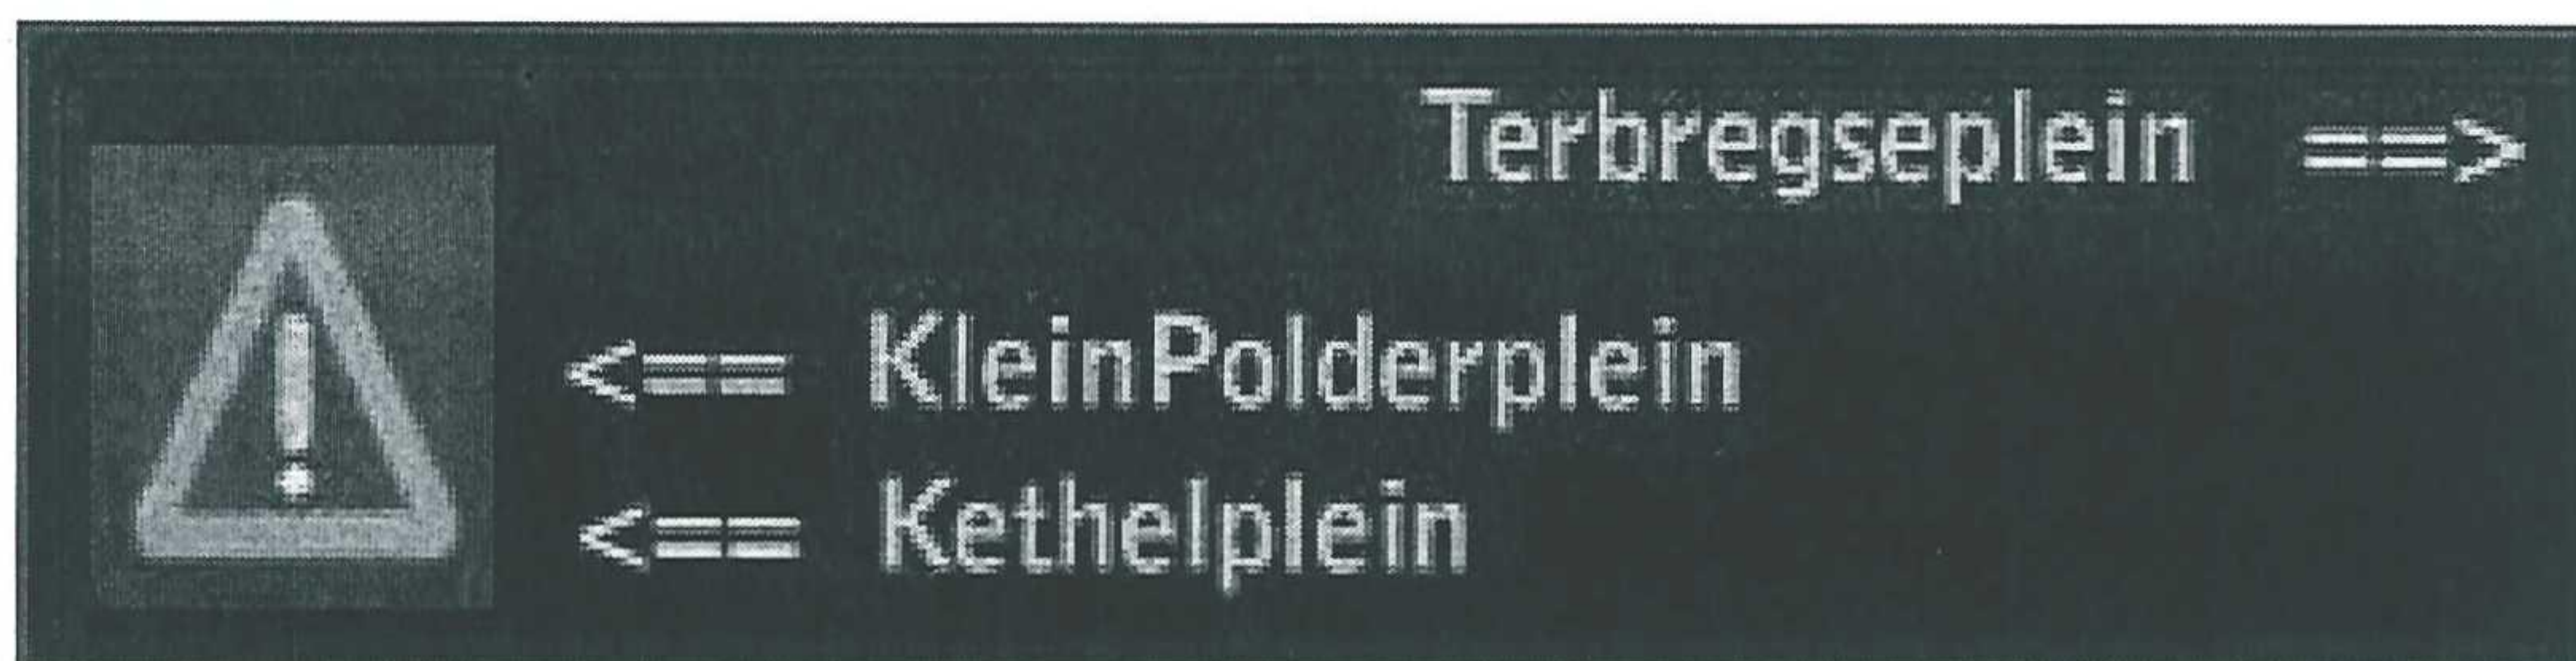 Terbregseplein ==>
<== KleinPolderplein
<== Kethelplein